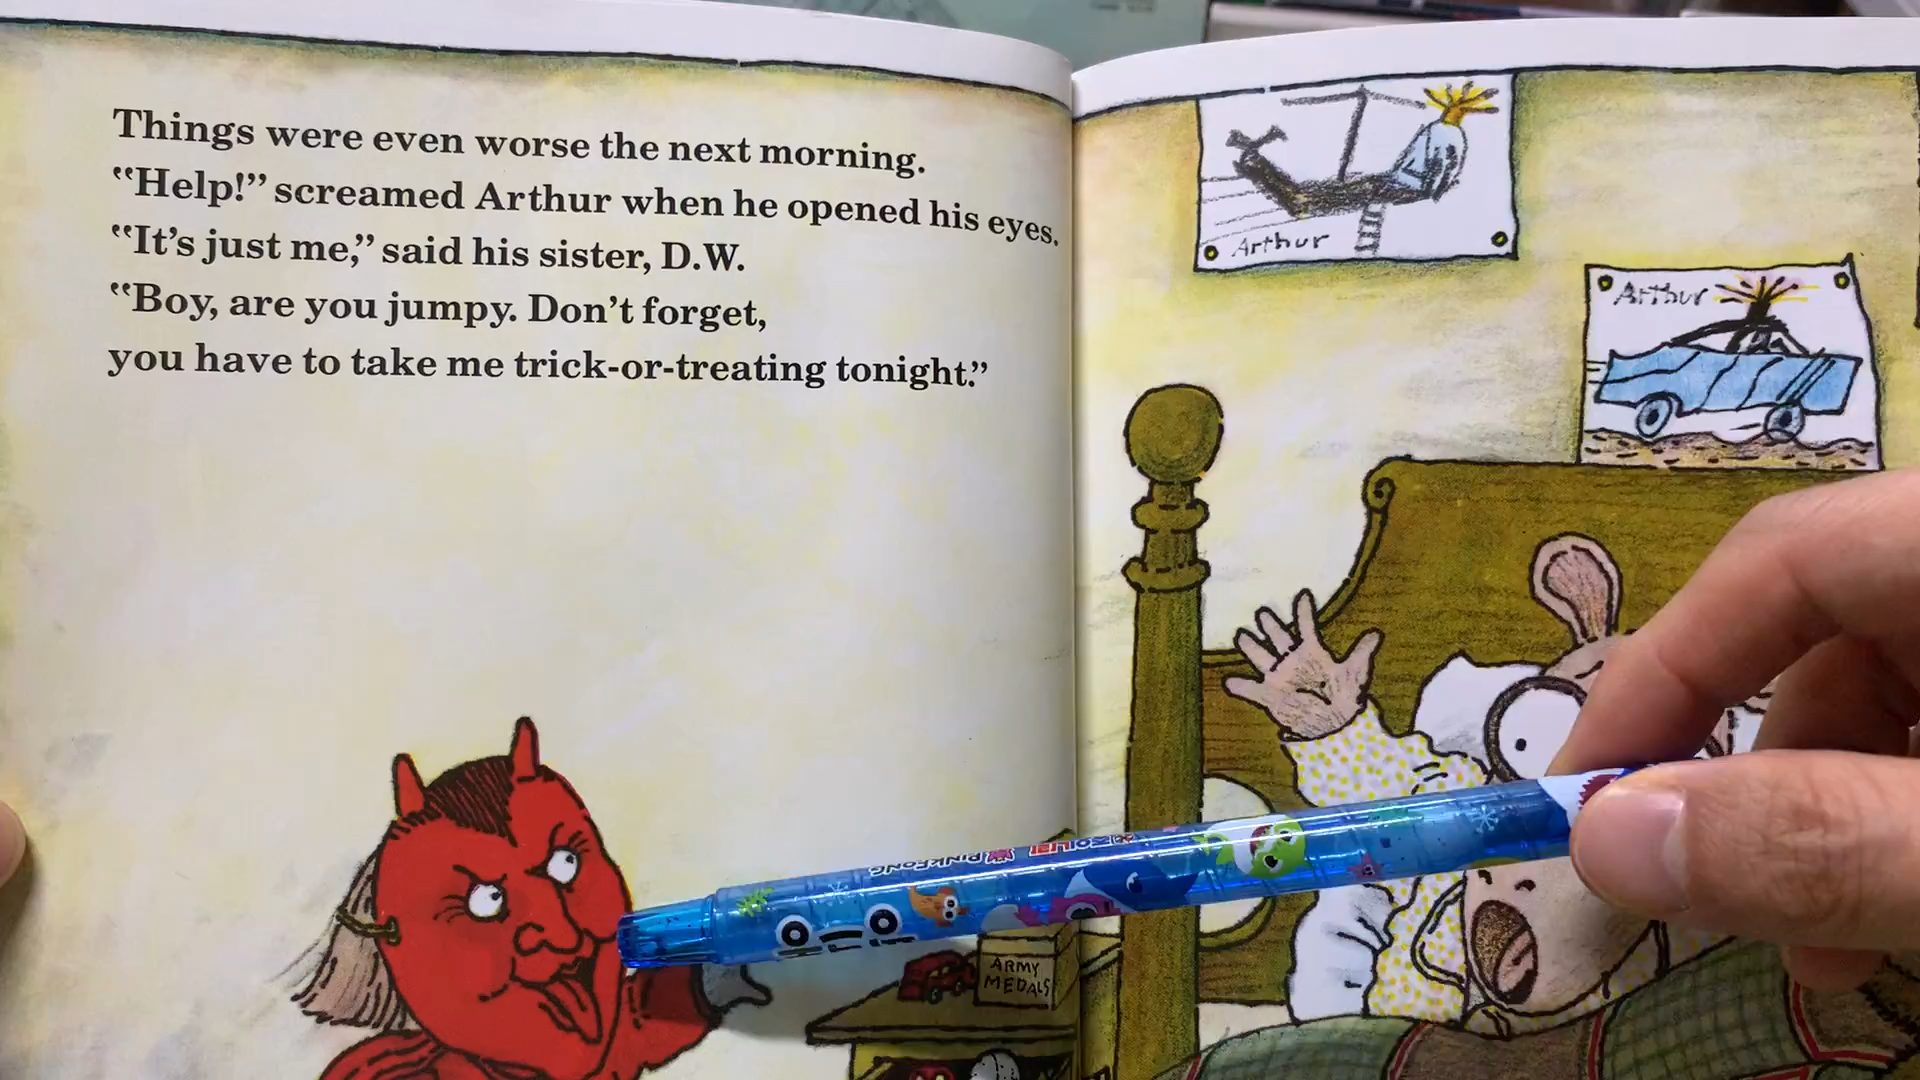 Things were even worse the next morning.
“Help!” screamed Arthur when he opened his eyes.
“It’s just me,” said his sister, D.W.
“Boy, are you jumpy. Don’t forget,
you have to take me trick-or-treating tonight.”
Arthur
Arthur
ARMY
MEDALS
PINKFONG